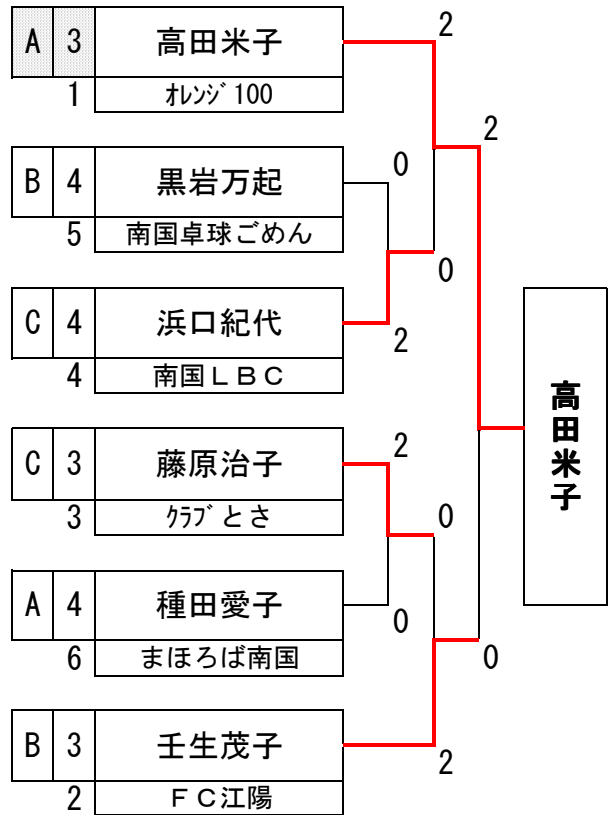 A 3 高田米子 2
1 オレンジ100
2
B 4 黒岩万起 0
5 南国卓球ごめん
0
C 4 浜口紀代 2
4 南国LBC
高田米子
C 3 藤原治子 2
3 クラブとさ
0
A 4 種田愛子 0
6 まほろば南国
0
B 3 壬生茂子 2
2 FC江陽